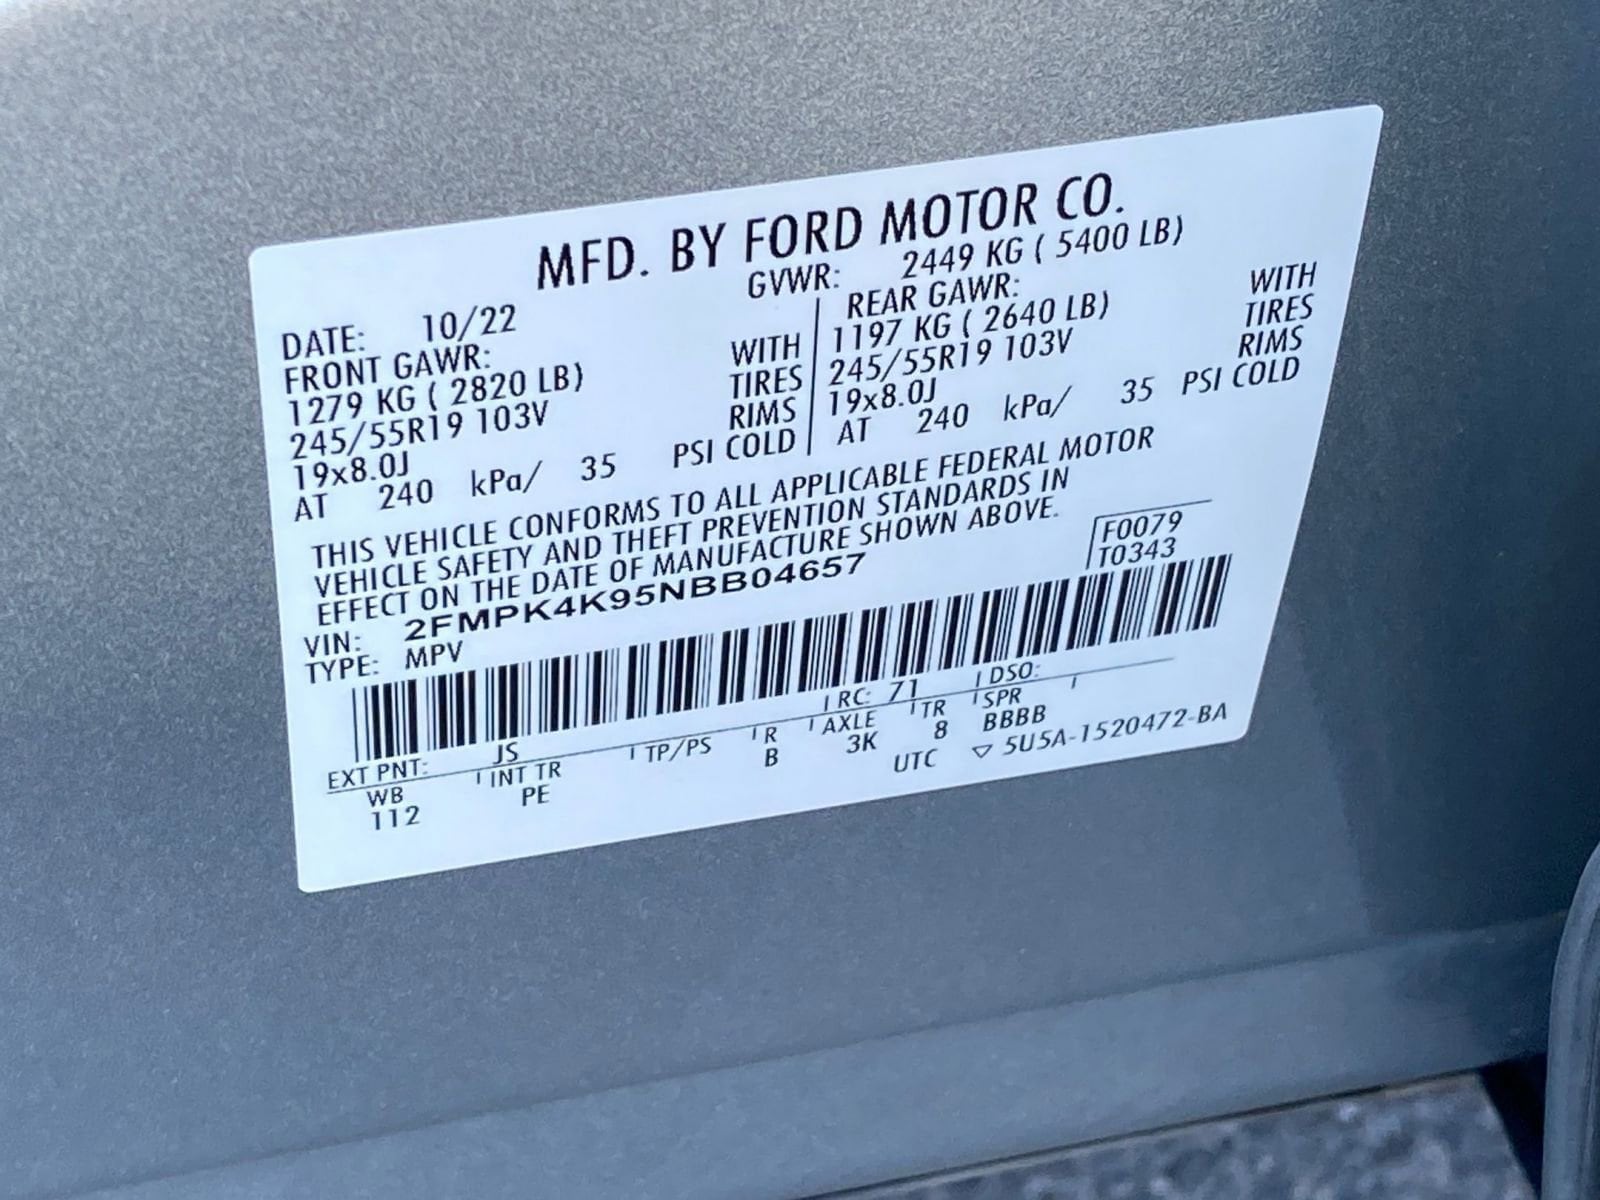 MFD. BY FORD MOTOR CO.
DATE: 10/22 GVWR: 2449 KG ( 5400 LB)
FRONT GAWR: REAR GAWR:
1279 KG ( 2820 LB) WITH 1197 KG ( 2640 LB) WITH
245/55R19 103V TIRES 245/55R19 103V TIRES
19x8.0J RIMS 19x8.0J RIMS
AT 240 kPa/ 35 PSI COLD AT 240 kPa/ 35 PSI COLD
THIS VEHICLE CONFORMS TO ALL APPLICABLE FEDERAL MOTOR
VEHICLE SAFETY AND THEFT PREVENTION STANDARDS IN
EFFECT ON THE DATE OF MANUFACTURE SHOWN ABOVE.
F0079
VIN: 2FMPK4K95NBB04657
T0343
TYPE: MPV
EXT PNT: JS RC: 71 DSO:
WB INT TR TP/PS R AXLE TR SPR
112 PE B 3K 8 BBBB
UTC ▽ 5U5A-1520472-BA